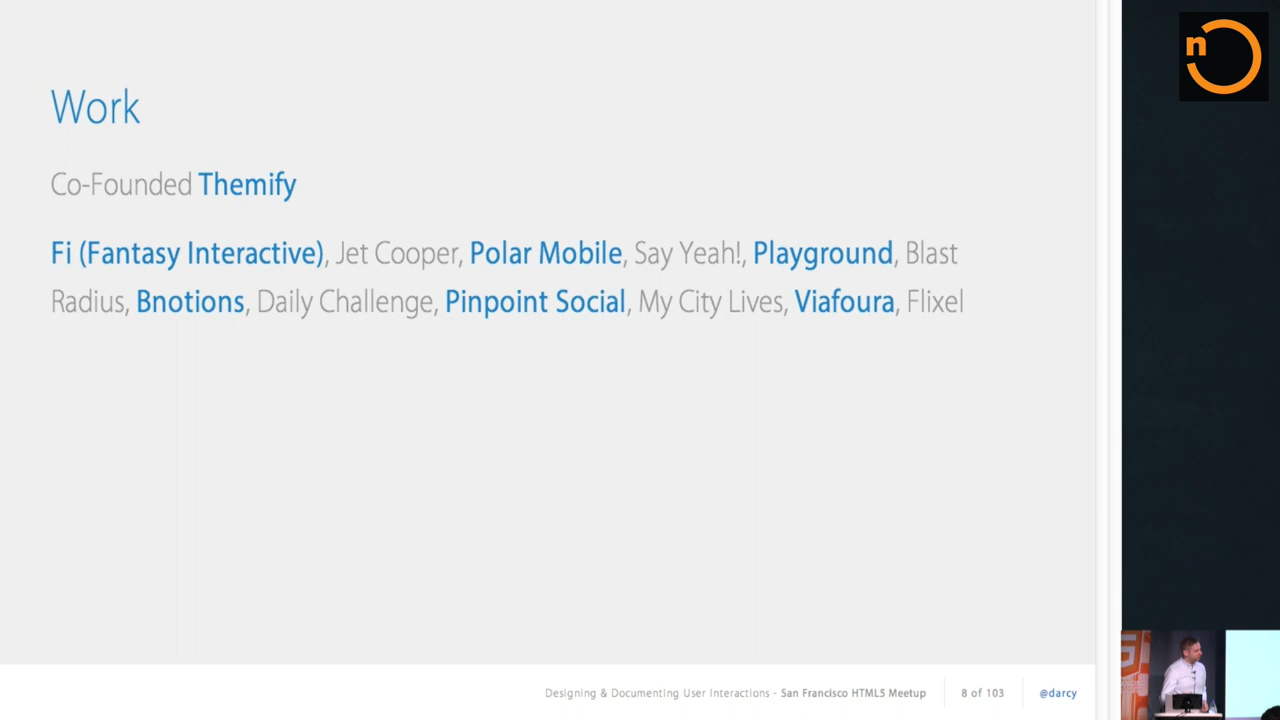 Work
Co-Founded Themify
Fi (Fantasy Interactive), Jet Cooper, Polar Mobile, Say Yeah!, Playground, Blast
Radius, Bnotions, Daily Challenge, Pinpoint Social, My City Lives, Viafoura, Flixel
Designing & Documenting User Interactions - San Francisco HTML5 Meetup
8 of 103
@darcy
n